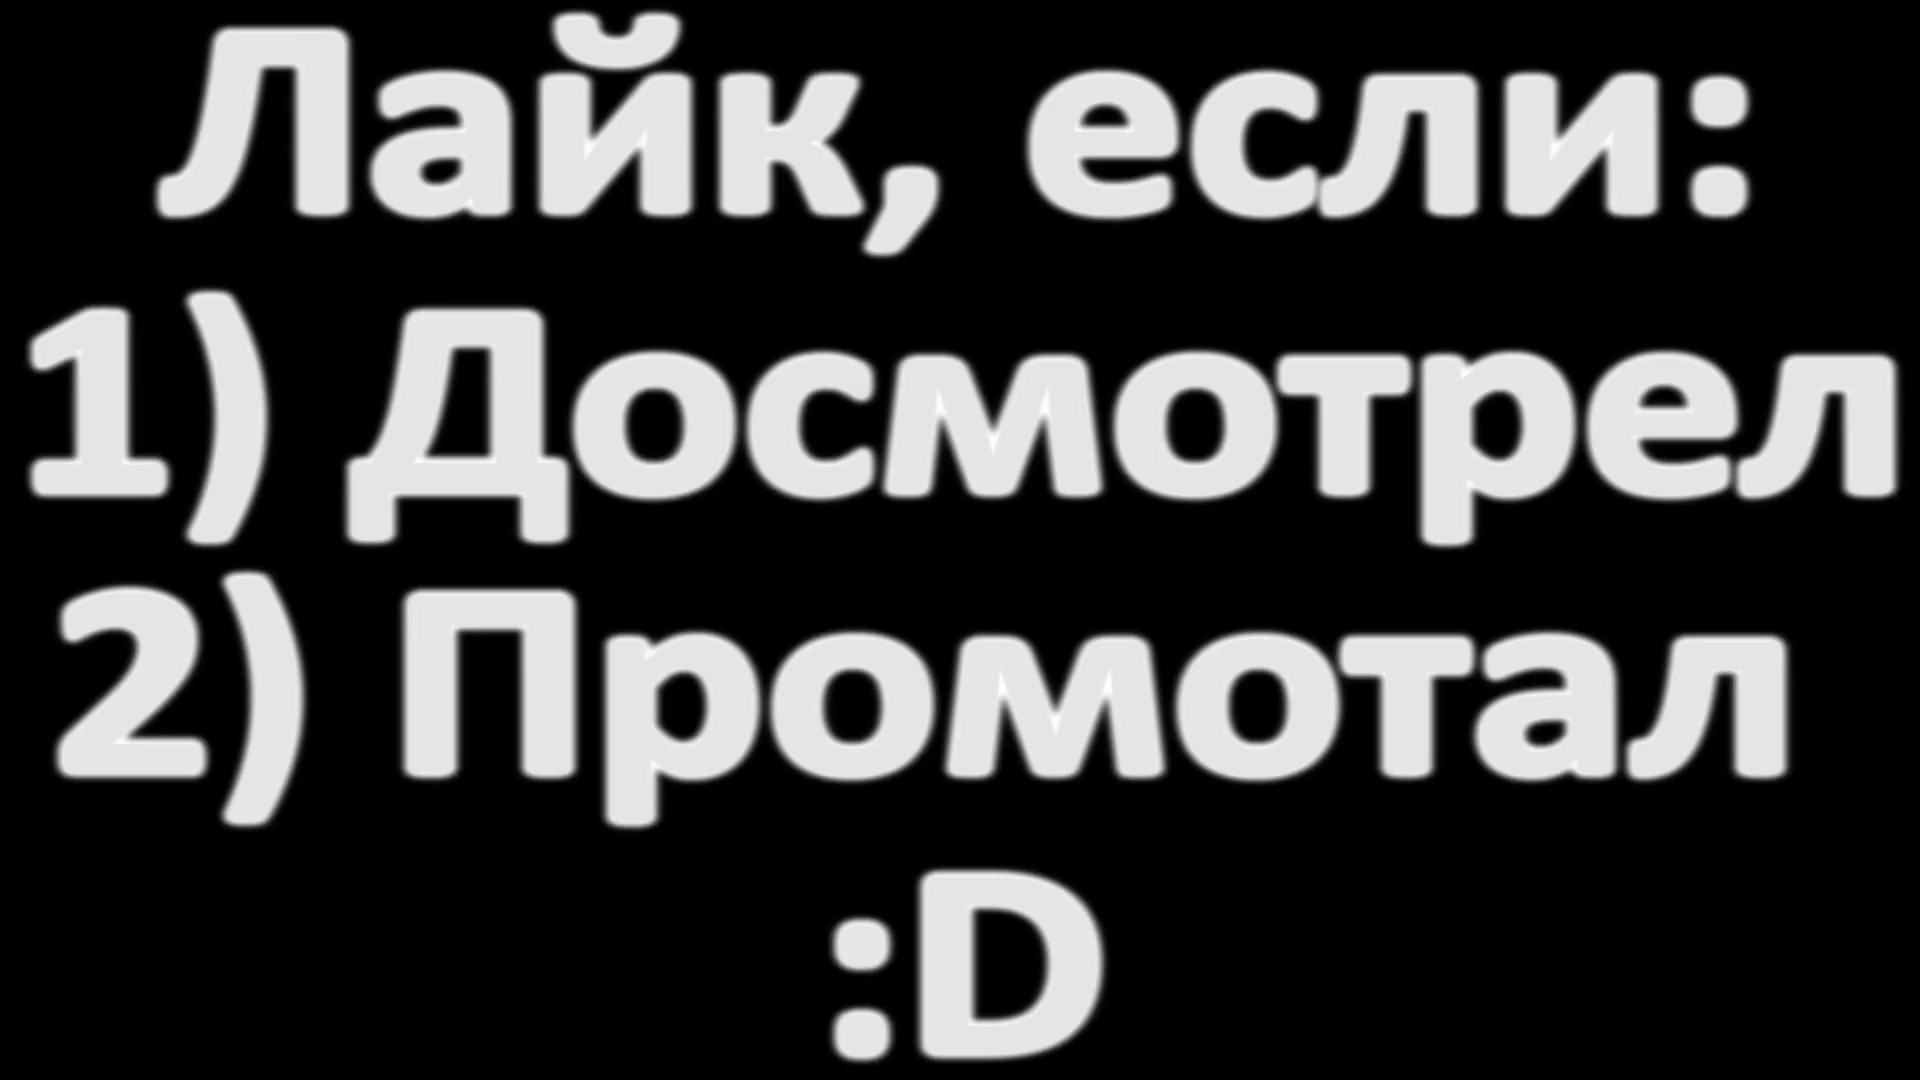 Лайк, если:
1) Досмотрел
2) Промотал
:D